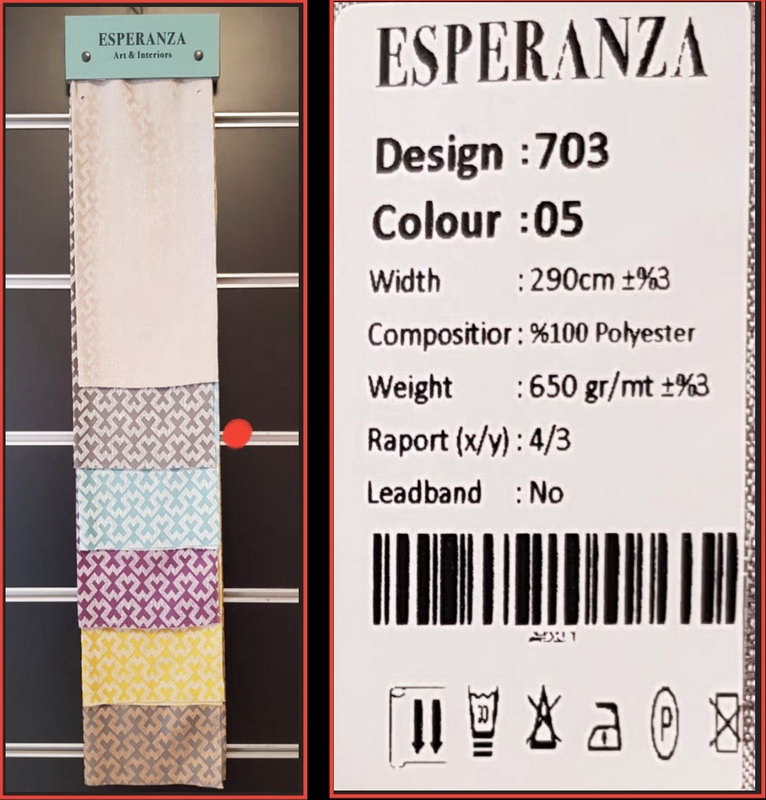 ESPERANZA
Art & Interiors
ESPERANZA
Design :703
Colour :05
Width : 290cm ±%3
Compositior : %100 Polyester
Weight : 650 gr/mt ±%3
Raport (x/y) : 4/3
Leadband : No
P